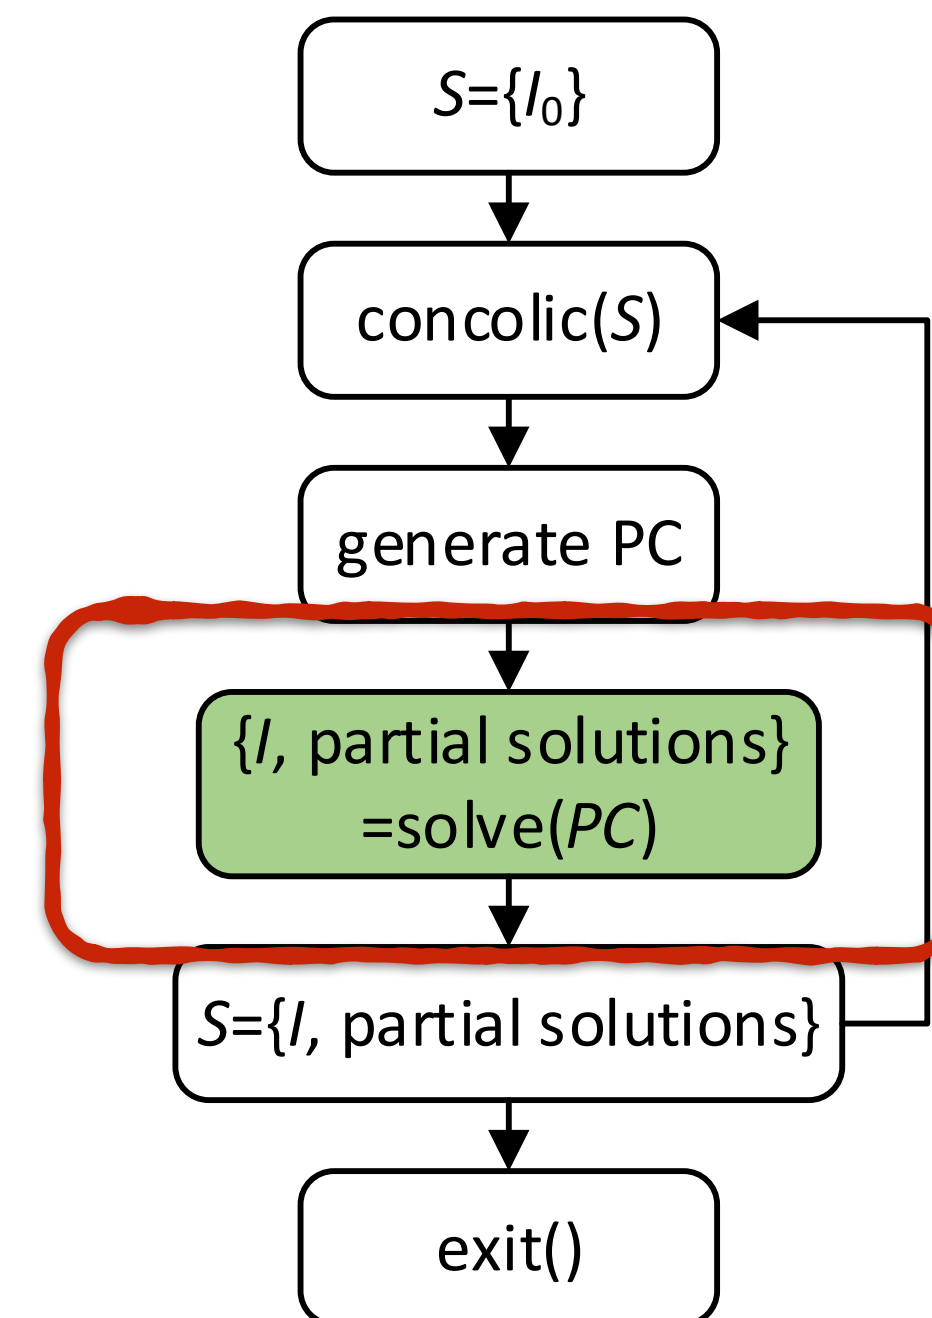 S={I₀}
concolic(S)
generate PC
{I, partial solutions}
=solve(PC)
S={I, partial solutions}
exit()